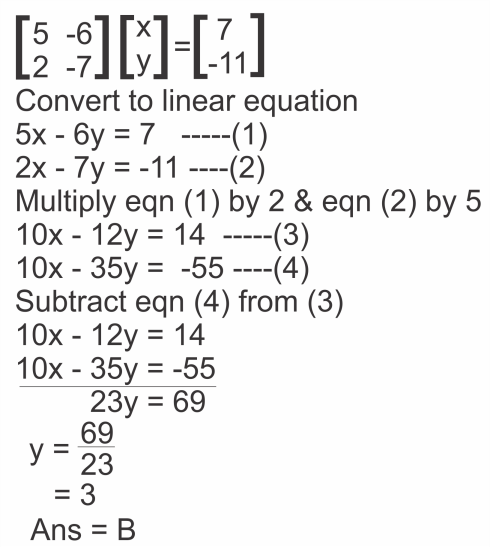 [5 -6] [x] = [7]
[2 -7] [y] [-11]
Convert to linear equation
5x - 6y = 7 -----(1)
2x - 7y = -11 ----(2)
Multiply eqn (1) by 2 & eqn (2) by 5
10x - 12y = 14 -----(3)
10x - 35y = -55 ----(4)
Subtract eqn (4) from (3)
10x - 12y = 14
10x - 35y = -55
23y = 69
y = 69/23
= 3
Ans = B